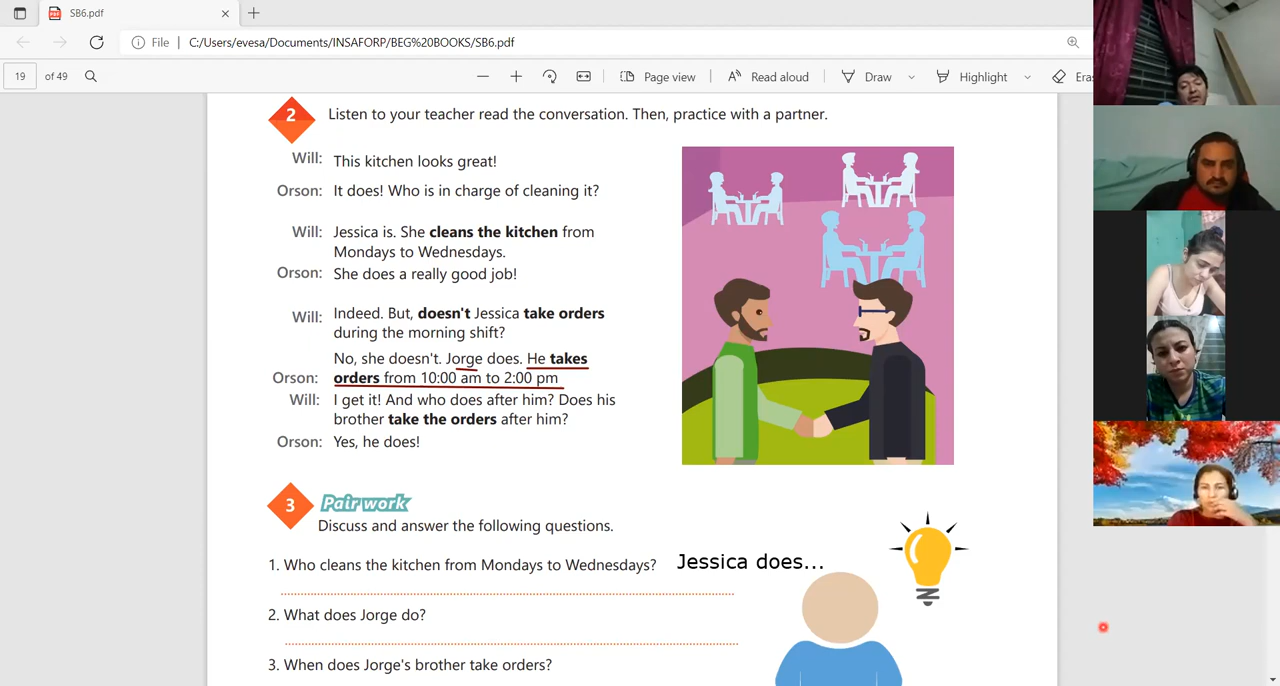 SB6.pdf
File
C:/Users/evesa/Documents/INSAFORP/BEG%20BOOKS/SB6.pdf
19 of 49
Page view
Read aloud
Draw
Highlight
Eras
2 Listen to your teacher read the conversation. Then, practice with a partner.
Will: This kitchen looks great!
Orson: It does! Who is in charge of cleaning it?
Will: Jessica is. She cleans the kitchen from
Mondays to Wednesdays.
Orson: She does a really good job!
Will: Indeed. But, doesn't Jessica take orders
during the morning shift?
No, she doesn't. Jorge does. He takes
Orson: orders from 10:00 am to 2:00 pm
Will: I get it! And who does after him? Does his
brother take the orders after him?
Orson: Yes, he does!
3 Pair work
Discuss and answer the following questions.
1. Who cleans the kitchen from Mondays to Wednesdays? Jessica does...
2. What does Jorge do?
3. When does Jorge's brother take orders?